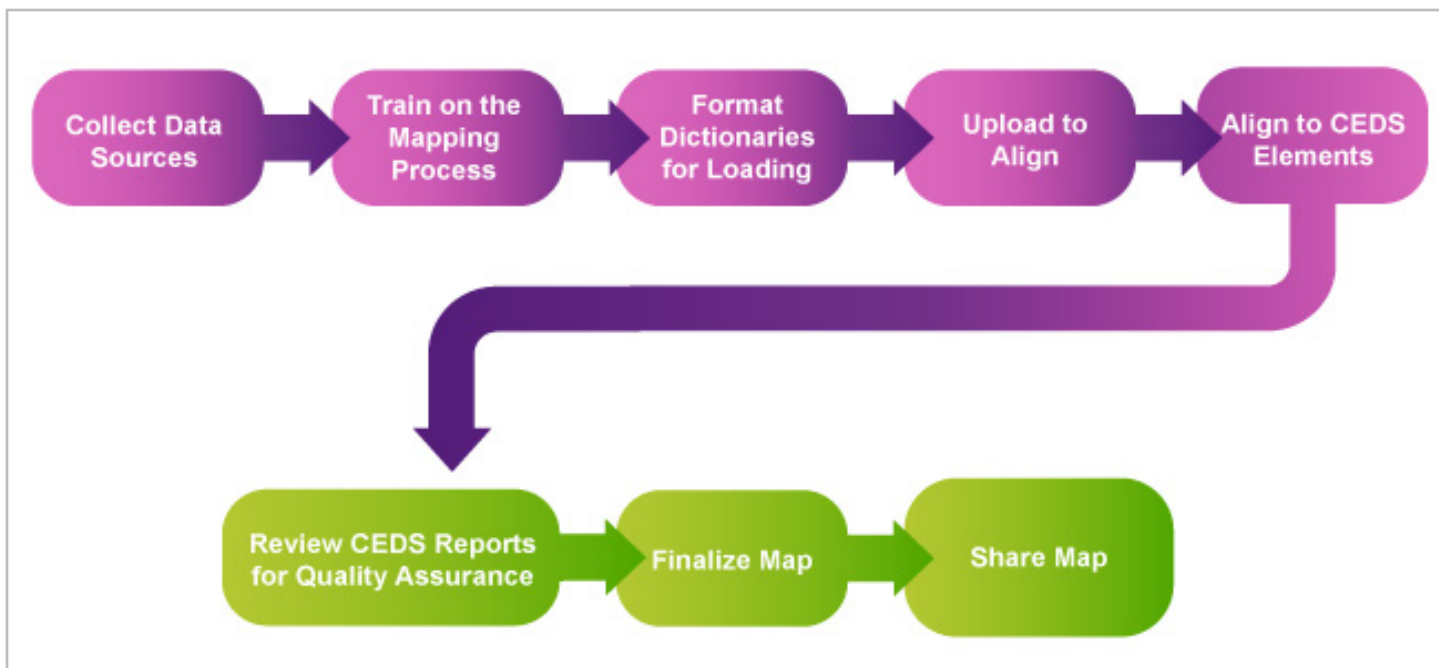 Collect Data
Sources
Train on the
Mapping
Process
Format
Dictionaries
for Loading
Upload to
Align
Align to CEDS
Elements
Review CEDS Reports
for Quality Assurance
Finalize Map
Share Map